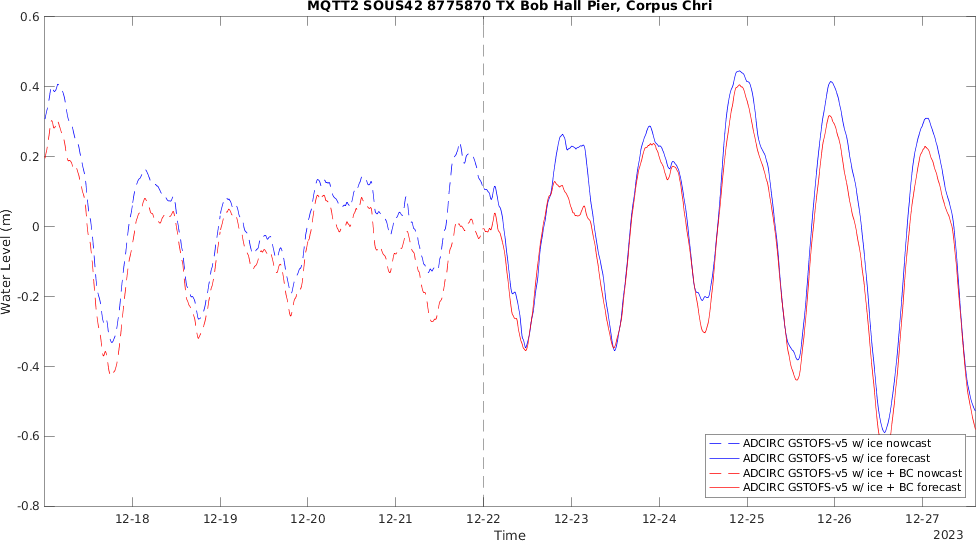 MQTT2 SOUS42 8775870 TX Bob Hall Pier, Corpus Chri
0.6
0.4
0.2
0
-0.2
-0.4
-0.6
-0.8
Water Level (m)
ADCIRC GSTOFS-v5 w/ ice nowcast
ADCIRC GSTOFS-v5 w/ ice forecast
ADCIRC GSTOFS-v5 w/ ice + BC nowcast
ADCIRC GSTOFS-v5 w/ ice + BC forecast
12-18 12-19 12-20 12-21 12-22 12-23 12-24 12-25 12-26 12-27
Time
2023